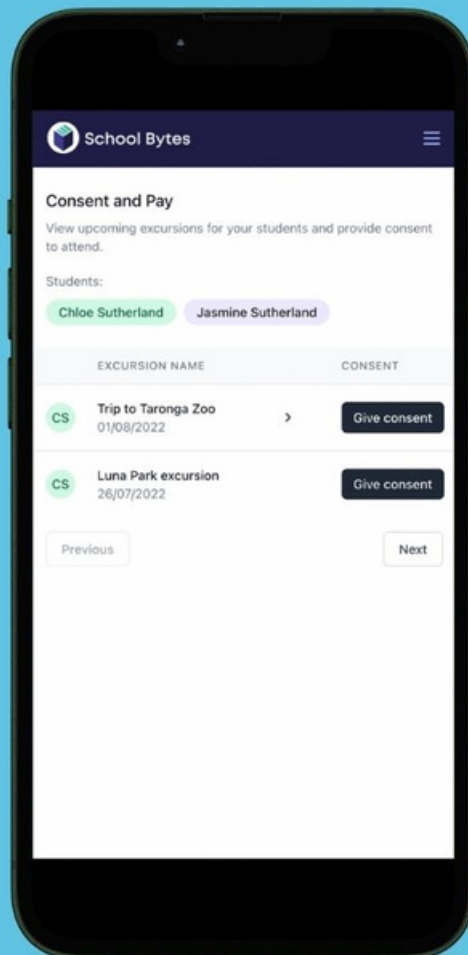 School Bytes
Consent and Pay
View upcoming excursions for your students and provide consent
to attend.
Students:
Chloe Sutherland Jasmine Sutherland
EXCURSION NAME CONSENT
CS Trip to Taronga Zoo > Give consent
01/08/2022
CS Luna Park excursion Give consent
26/07/2022
Previous Next